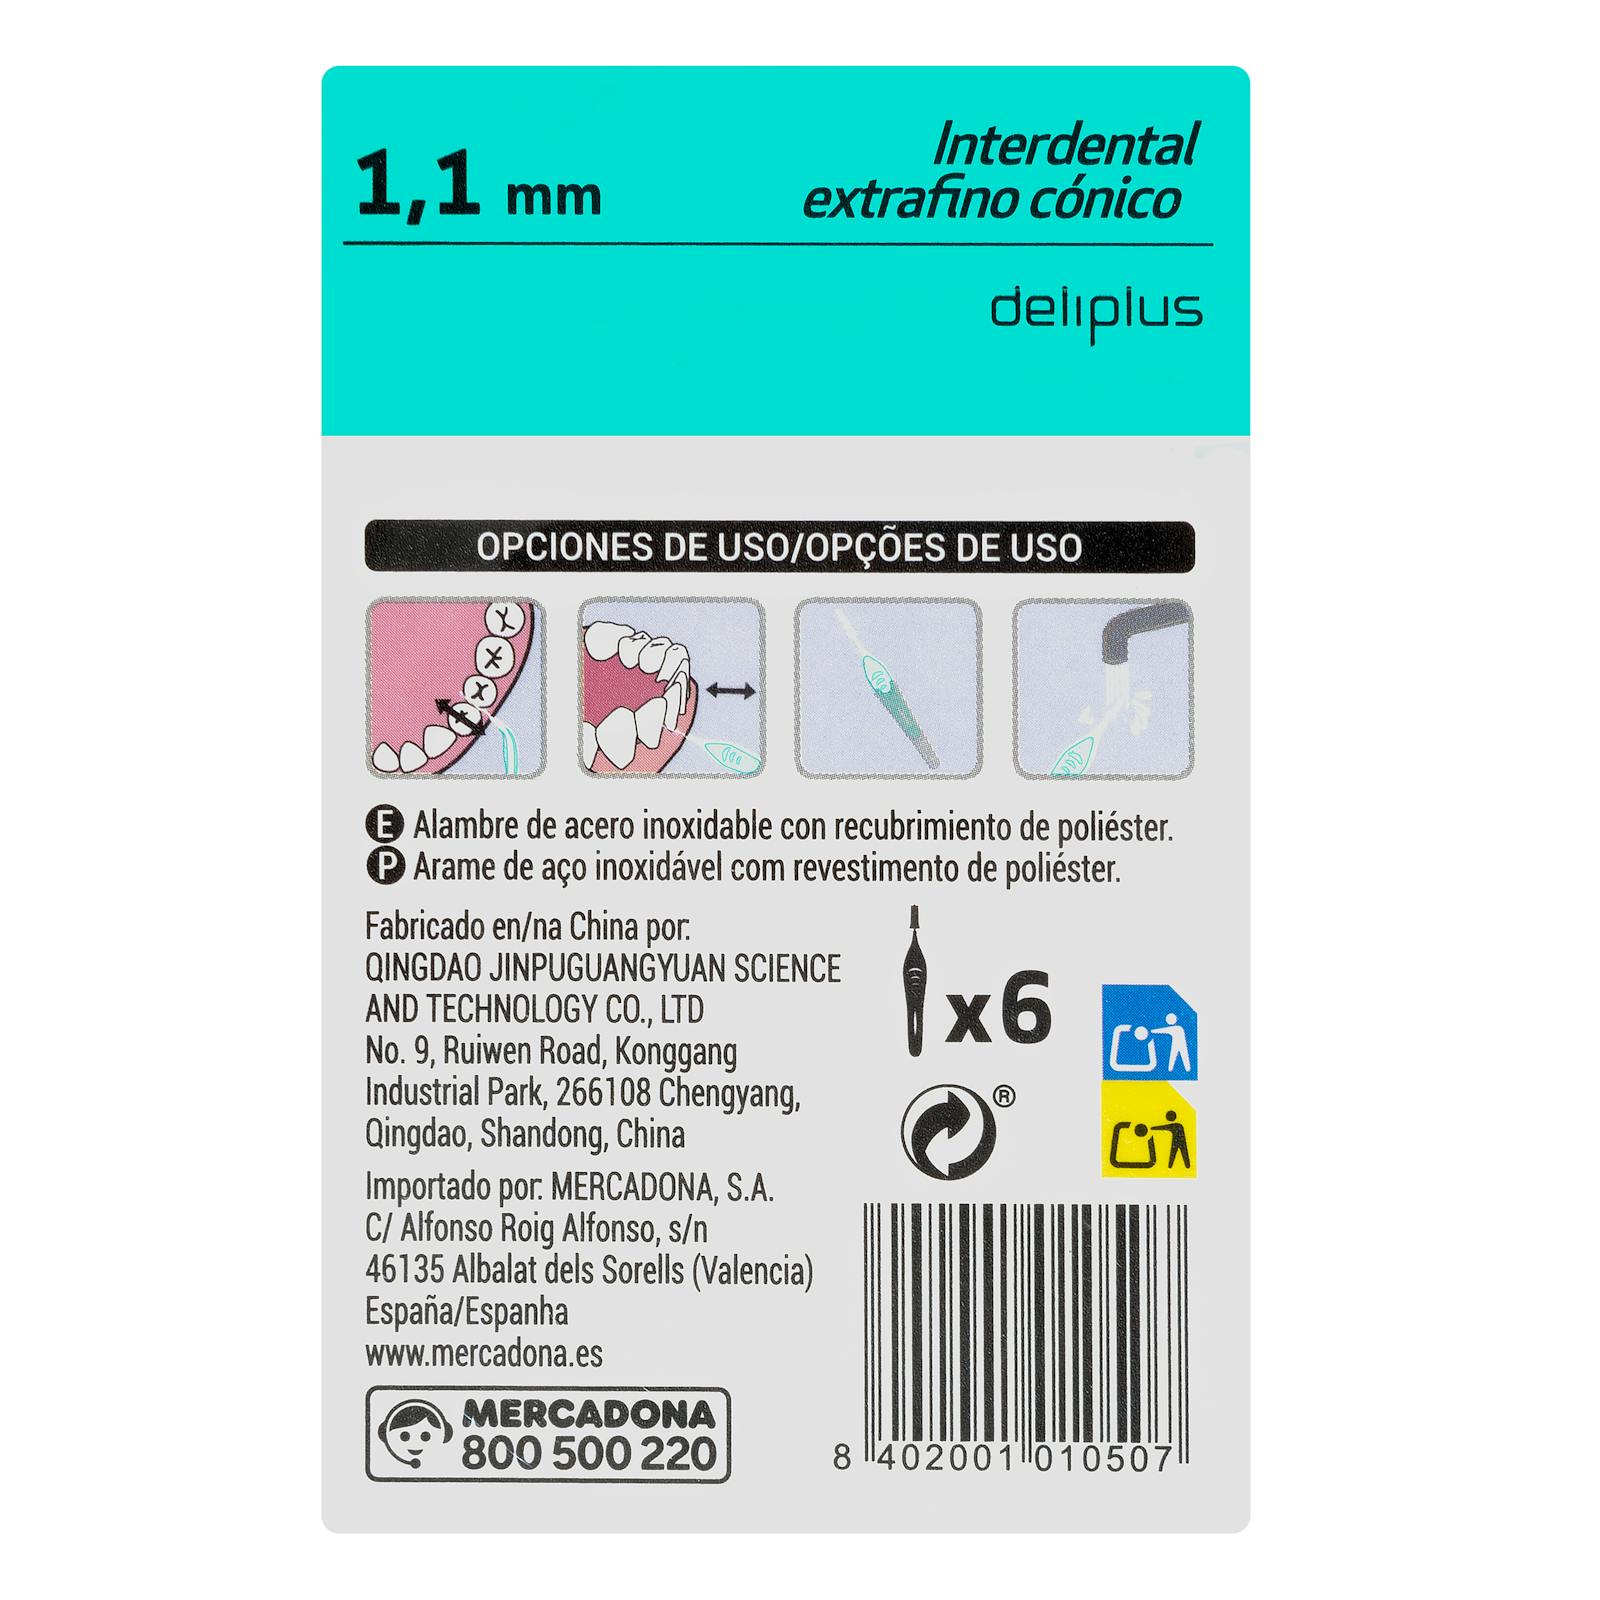 1,1 mm
Interdental
extrafino cónico
deliplus
OPCIONES DE USO/OPÇÕES DE USO
E Alambre de acero inoxidable con recubrimiento de poliéster.
P Arame de aço inoxidável com revestimento de poliéster.
Fabricado en/na China por:
QINGDAO JINPUGUANGYUAN SCIENCE
AND TECHNOLOGY CO., LTD
No. 9, Ruiwen Road, Konggang
Industrial Park, 266108 Chengyang,
Qingdao, Shandong, China
Importado por: MERCADONA, S.A.
C/ Alfonso Roig Alfonso, s/n
46135 Albalat dels Sorells (Valencia)
España/Espanha
www.mercadona.es
MERCADONA
800 500 220
x6
®
8 402001 010507